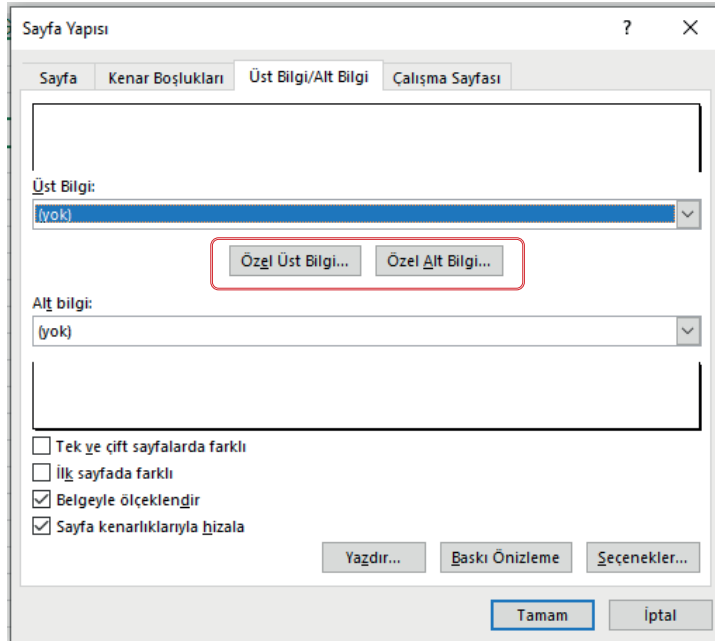 Sayfa Yapısı ?
Sayfa Kenar Boşlukları Üst Bilgi/Alt Bilgi Çalışma Sayfası
Üst Bilgi:
(yok)
Özel Üst Bilgi... Özel Alt Bilgi...
Alt bilgi:
(yok)
Tek ve çift sayfalarda farklı
İlk sayfada farklı
Belgeyle ölçeklendir
Sayfa kenarlıklarıyla hizala
Yazdır... Baskı Önizleme Seçenekler...
Tamam İptal